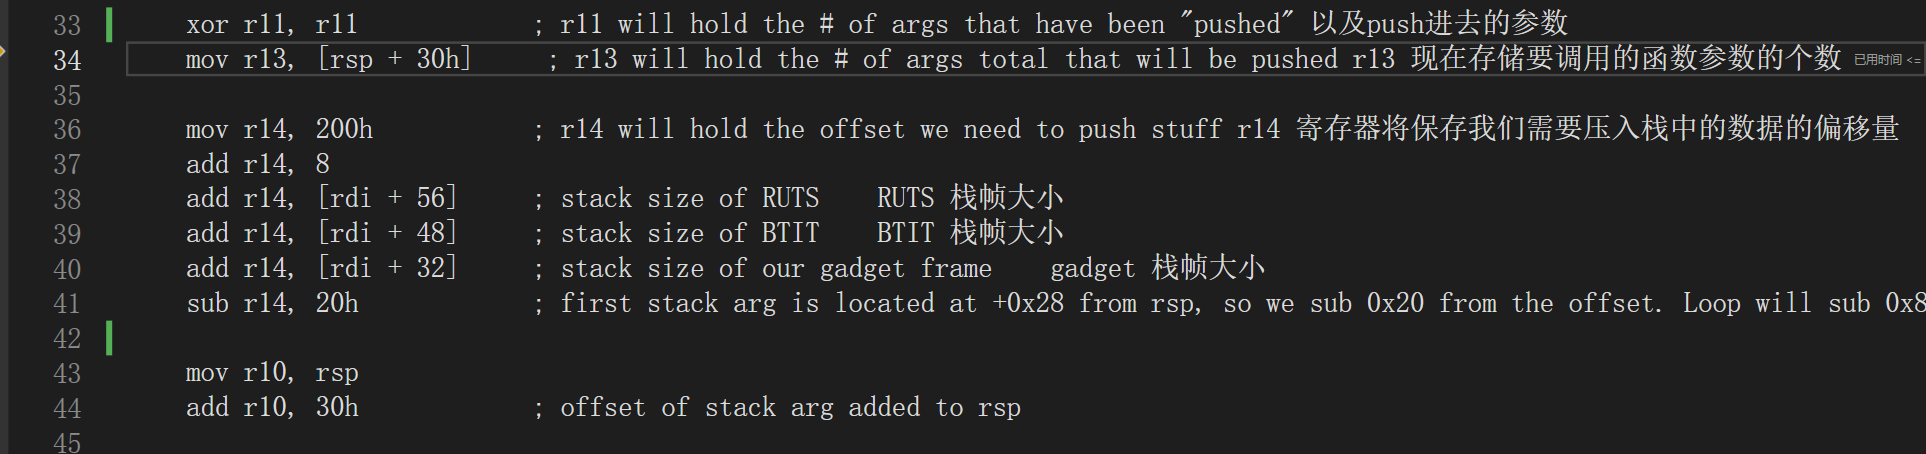 33 xor r11, r11 ; r11 will hold the # of args that have been "pushed" 以及push进去的参数
34 mov r13, [rsp + 30h] ; r13 will hold the # of args total that will be pushed r13 现在存储要调用的函数参数的个数 已用时间 <=
35
36 mov r14, 200h ; r14 will hold the offset we need to push stuff r14 寄存器将保存我们需要压入栈中的数据的偏移量
37 add r14, 8
38 add r14, [rdi + 56] ; stack size of RUTS RUTS 栈帧大小
39 add r14, [rdi + 48] ; stack size of BTIT BTIT 栈帧大小
40 add r14, [rdi + 32] ; stack size of our gadget frame gadget 栈帧大小
41 sub r14, 20h ; first stack arg is located at +0x28 from rsp, so we sub 0x20 from the offset. Loop will sub 0x8
42
43 mov r10, rsp
44 add r10, 30h ; offset of stack arg added to rsp
45